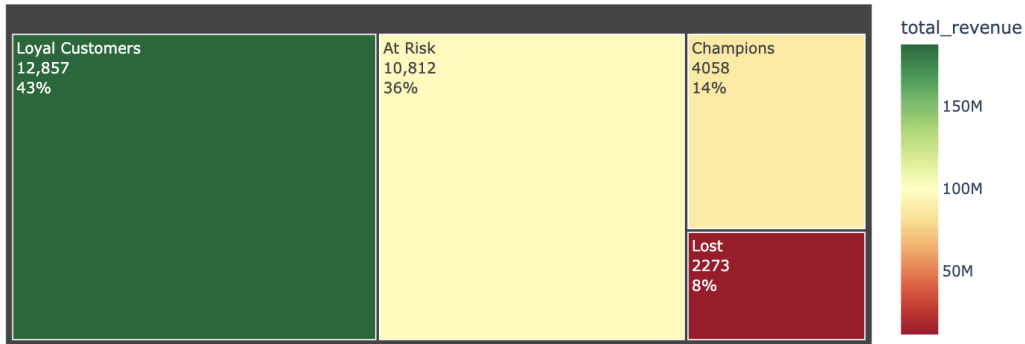 Loyal Customers
12,857
43%
At Risk
10,812
36%
Champions
4058
14%
Lost
2273
8%
total_revenue
150M
100M
50M